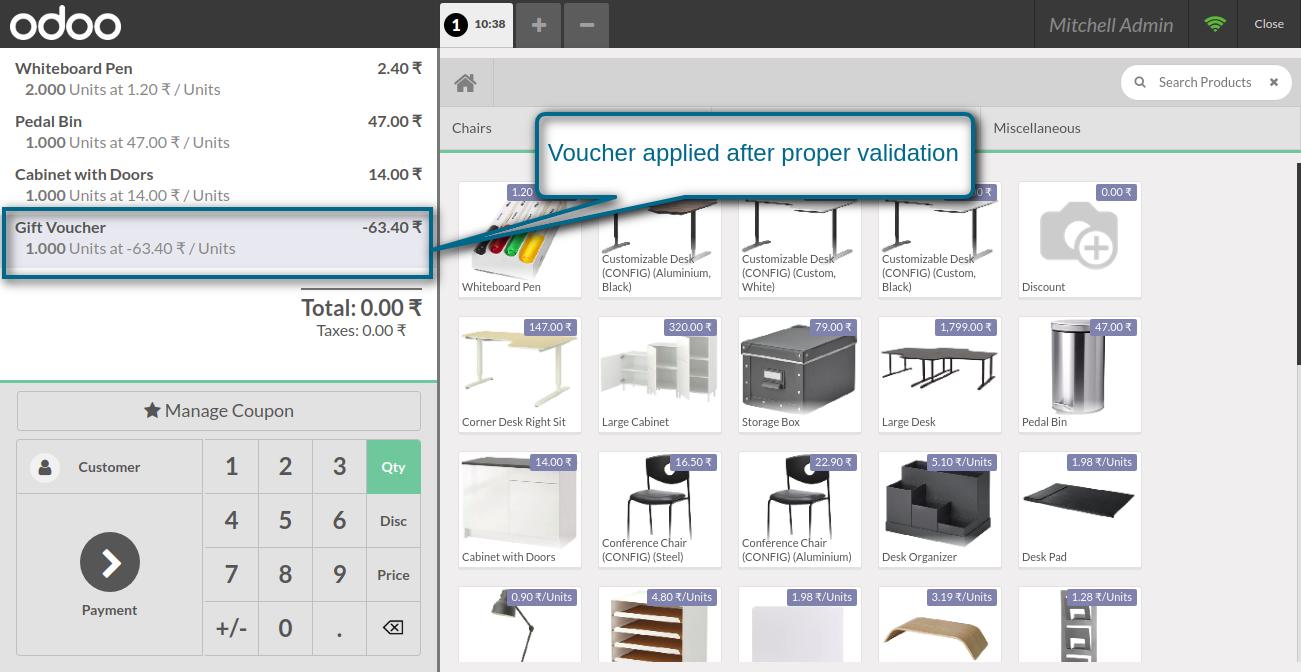 odoo
1 10:38
+ −
Mitchell Admin
Close
Whiteboard Pen 2.40 ₹
2.000 Units at 1.20 ₹ / Units
Pedal Bin 47.00 ₹
1.000 Units at 47.00 ₹ / Units
Cabinet with Doors 14.00 ₹
1.000 Units at 14.00 ₹ / Units
Gift Voucher -63.40 ₹
1.000 Units at -63.40 ₹ / Units
Total: 0.00 ₹
Taxes: 0.00 ₹
Manage Coupon
Customer
Payment
1 2 3 Qty
4 5 6 Disc
7 8 9 Price
+/- 0 .
Search Products
Chairs
Miscellaneous
Voucher applied after proper validation
1.20
Whiteboard Pen
Customizable Desk
(CONFIG) (Aluminium,
Black)
Customizable Desk
(CONFIG) (Custom,
White)
Customizable Desk
(CONFIG) (Custom,
Black)
0.00 ₹
Discount
147.00 ₹
Corner Desk Right Sit
320.00 ₹
Large Cabinet
79.00 ₹
Storage Box
1,799.00 ₹
Large Desk
47.00 ₹
Pedal Bin
14.00 ₹
Cabinet with Doors
16.50 ₹
Conference Chair
(CONFIG) (Steel)
22.90 ₹
Conference Chair
(CONFIG) (Aluminium)
5.10 ₹/Units
Desk Organizer
1.98 ₹/Units
Desk Pad
0.90 ₹/Units
4.80 ₹/Units
1.98 ₹/Units
3.19 ₹/Units
1.28 ₹/Units